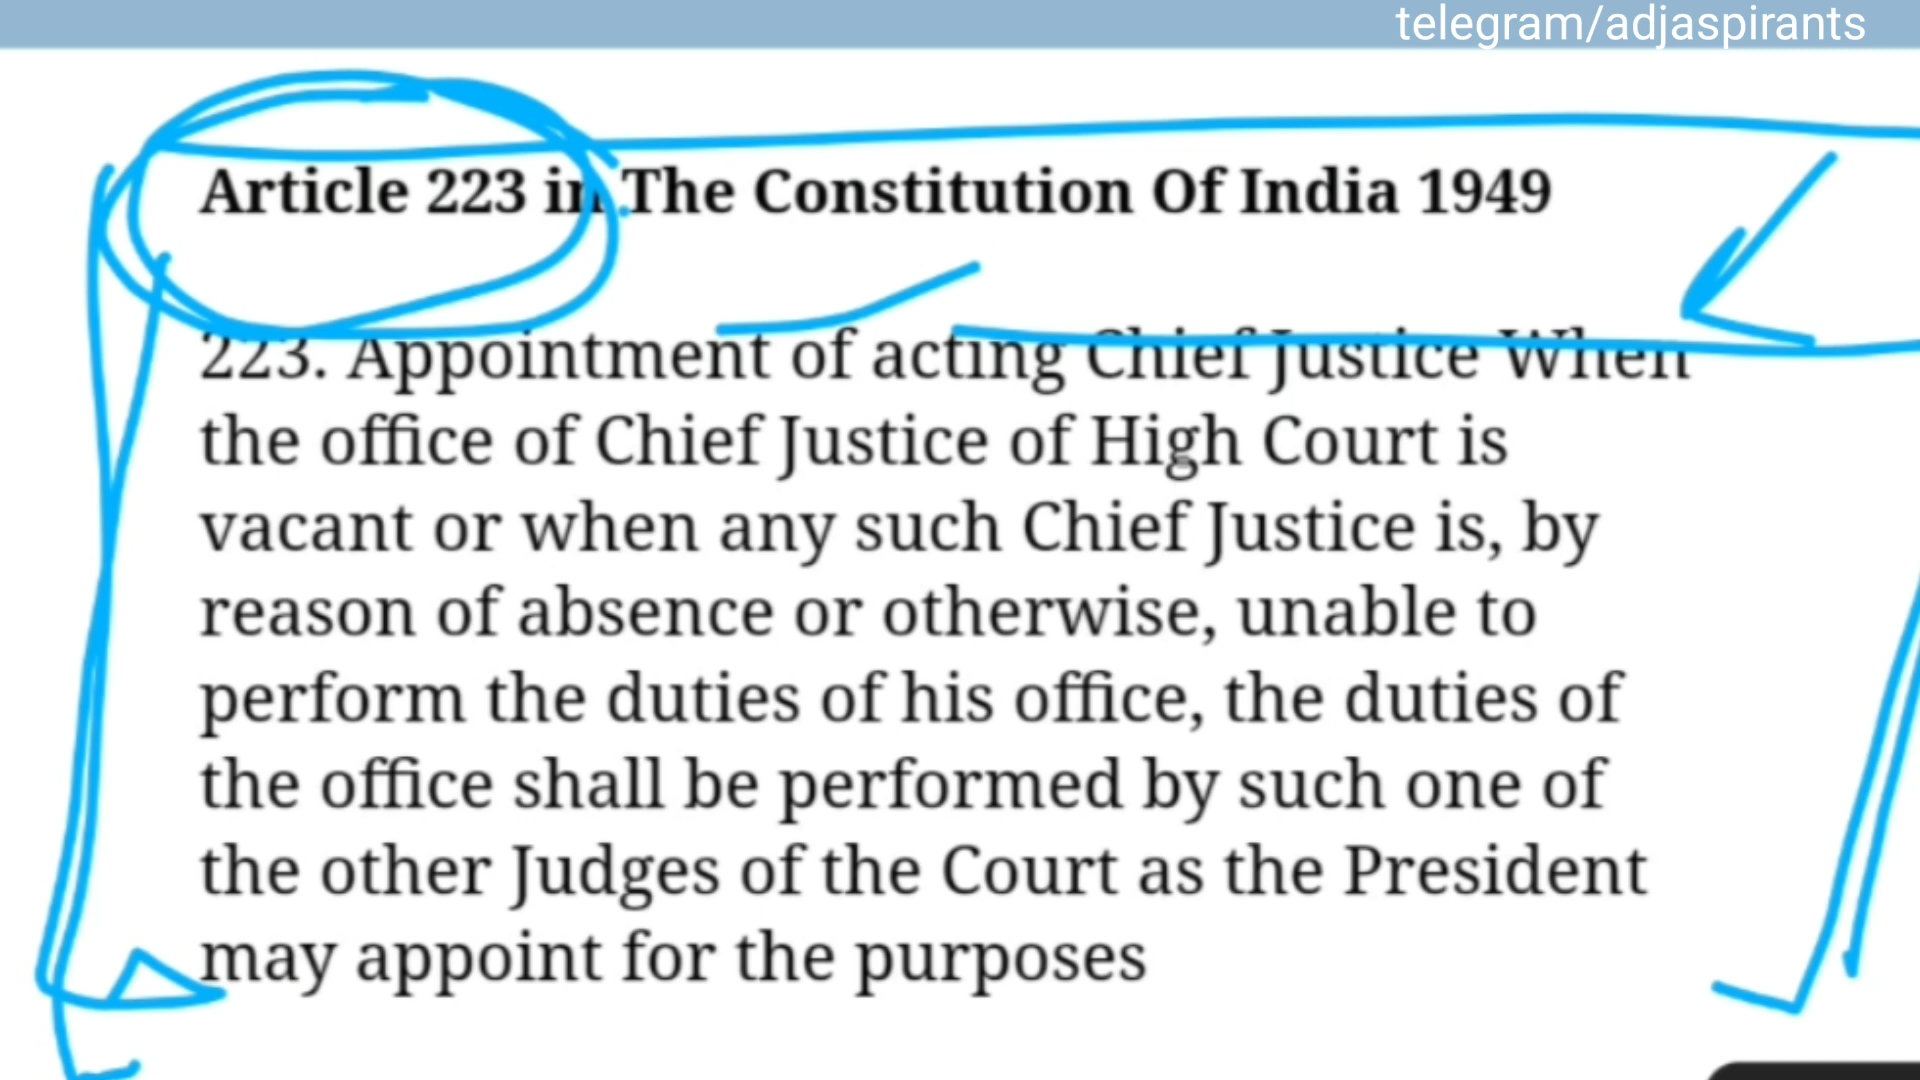 telegram/adjaspirants
Article 223 in The Constitution Of India 1949
223. Appointment of acting Chief Justice When
the office of Chief Justice of High Court is
vacant or when any such Chief Justice is, by
reason of absence or otherwise, unable to
perform the duties of his office, the duties of
the office shall be performed by such one of
the other Judges of the Court as the President
may appoint for the purposes